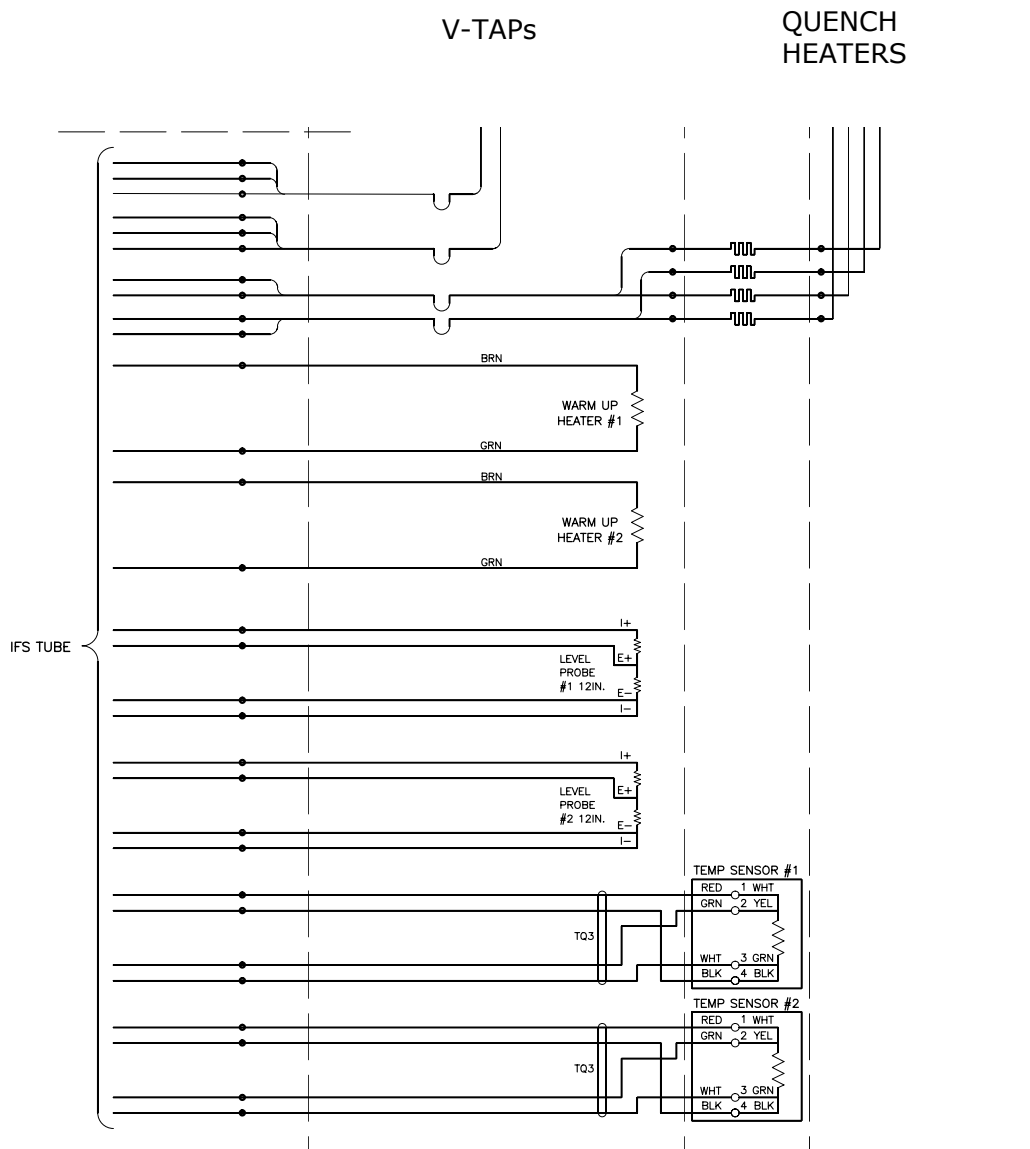 V-TAPs
QUENCH
HEATERS
BRN
WARM UP
HEATER #1
GRN
BRN
WARM UP
HEATER #2
GRN
IFS TUBE
I+
LEVEL
PROBE
#1 12IN.
E+
E–
I–
I+
LEVEL
PROBE
#2 12IN.
E+
E–
I–
TEMP SENSOR #1
RED 1 WHT
GRN 2 YEL
TQ3
WHT 3 GRN
BLK 4 BLK
TEMP SENSOR #2
RED 1 WHT
GRN 2 YEL
TQ3
WHT 3 GRN
BLK 4 BLK